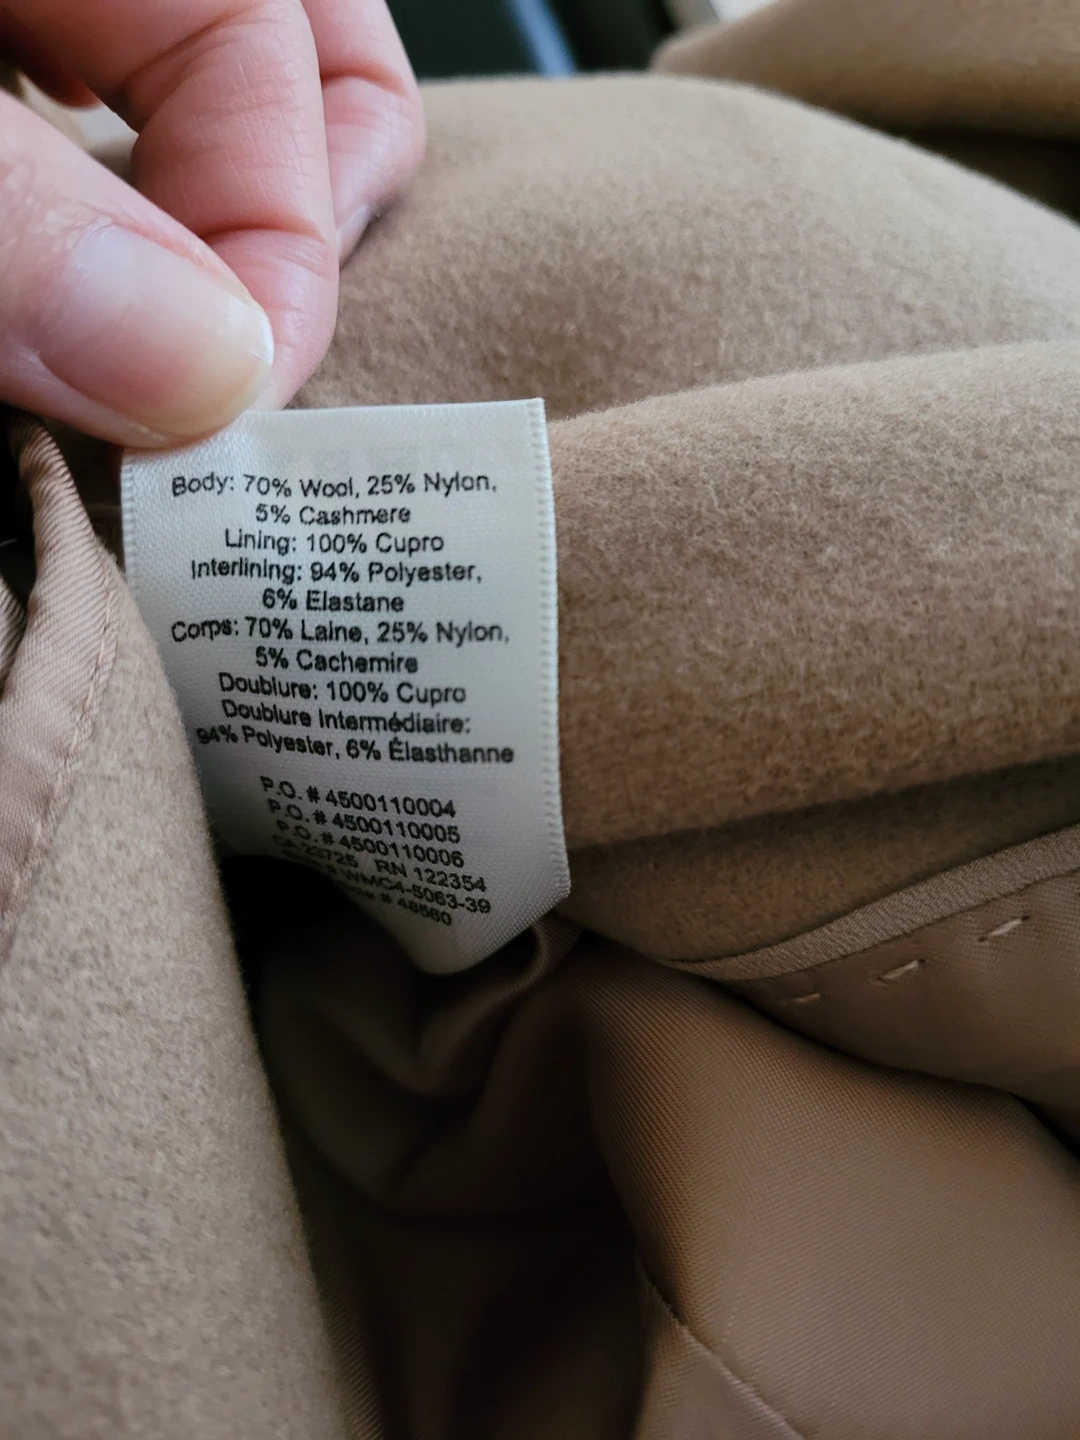 Body: 70% Wool, 25% Nylon,
5% Cashmere
Lining: 100% Cupro
Interlining: 94% Polyester,
6% Elastane
Corps: 70% Laine, 25% Nylon,
5% Cachemire
Doublure: 100% Cupro
Doublure Intermédiaire:
94% Polyester, 6% Élasthanne
P.O. # 4500110004
P.O. # 4500110005
P.O. # 4500110006
RN 122354
# WMC4-5063-39